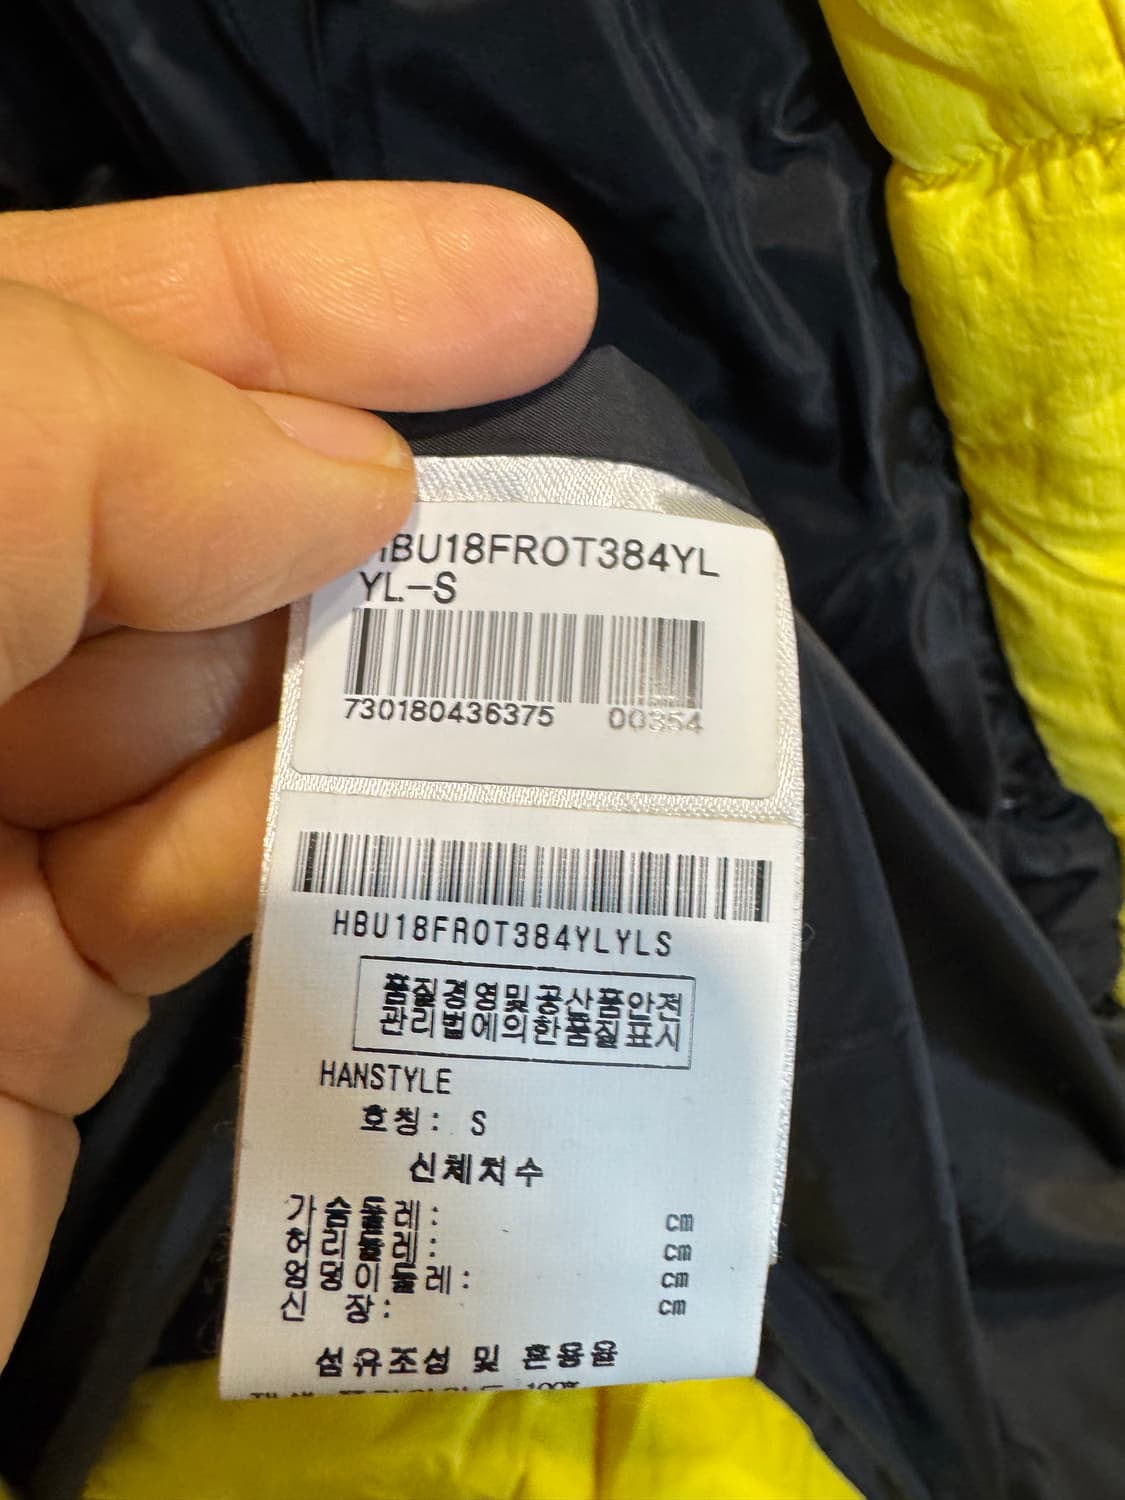 HBU18FROT384YL
YL-S
730180436375 00354
HBU18FROT384YLYLS
품질경영및공산품안전
관리법에의한품질표시
HANSTYLE
호칭: S
신체치수
가슴둘레: cm
허리둘레: cm
엉덩이둘레: cm
신 장: cm
섬유조성 및 혼용율
100%